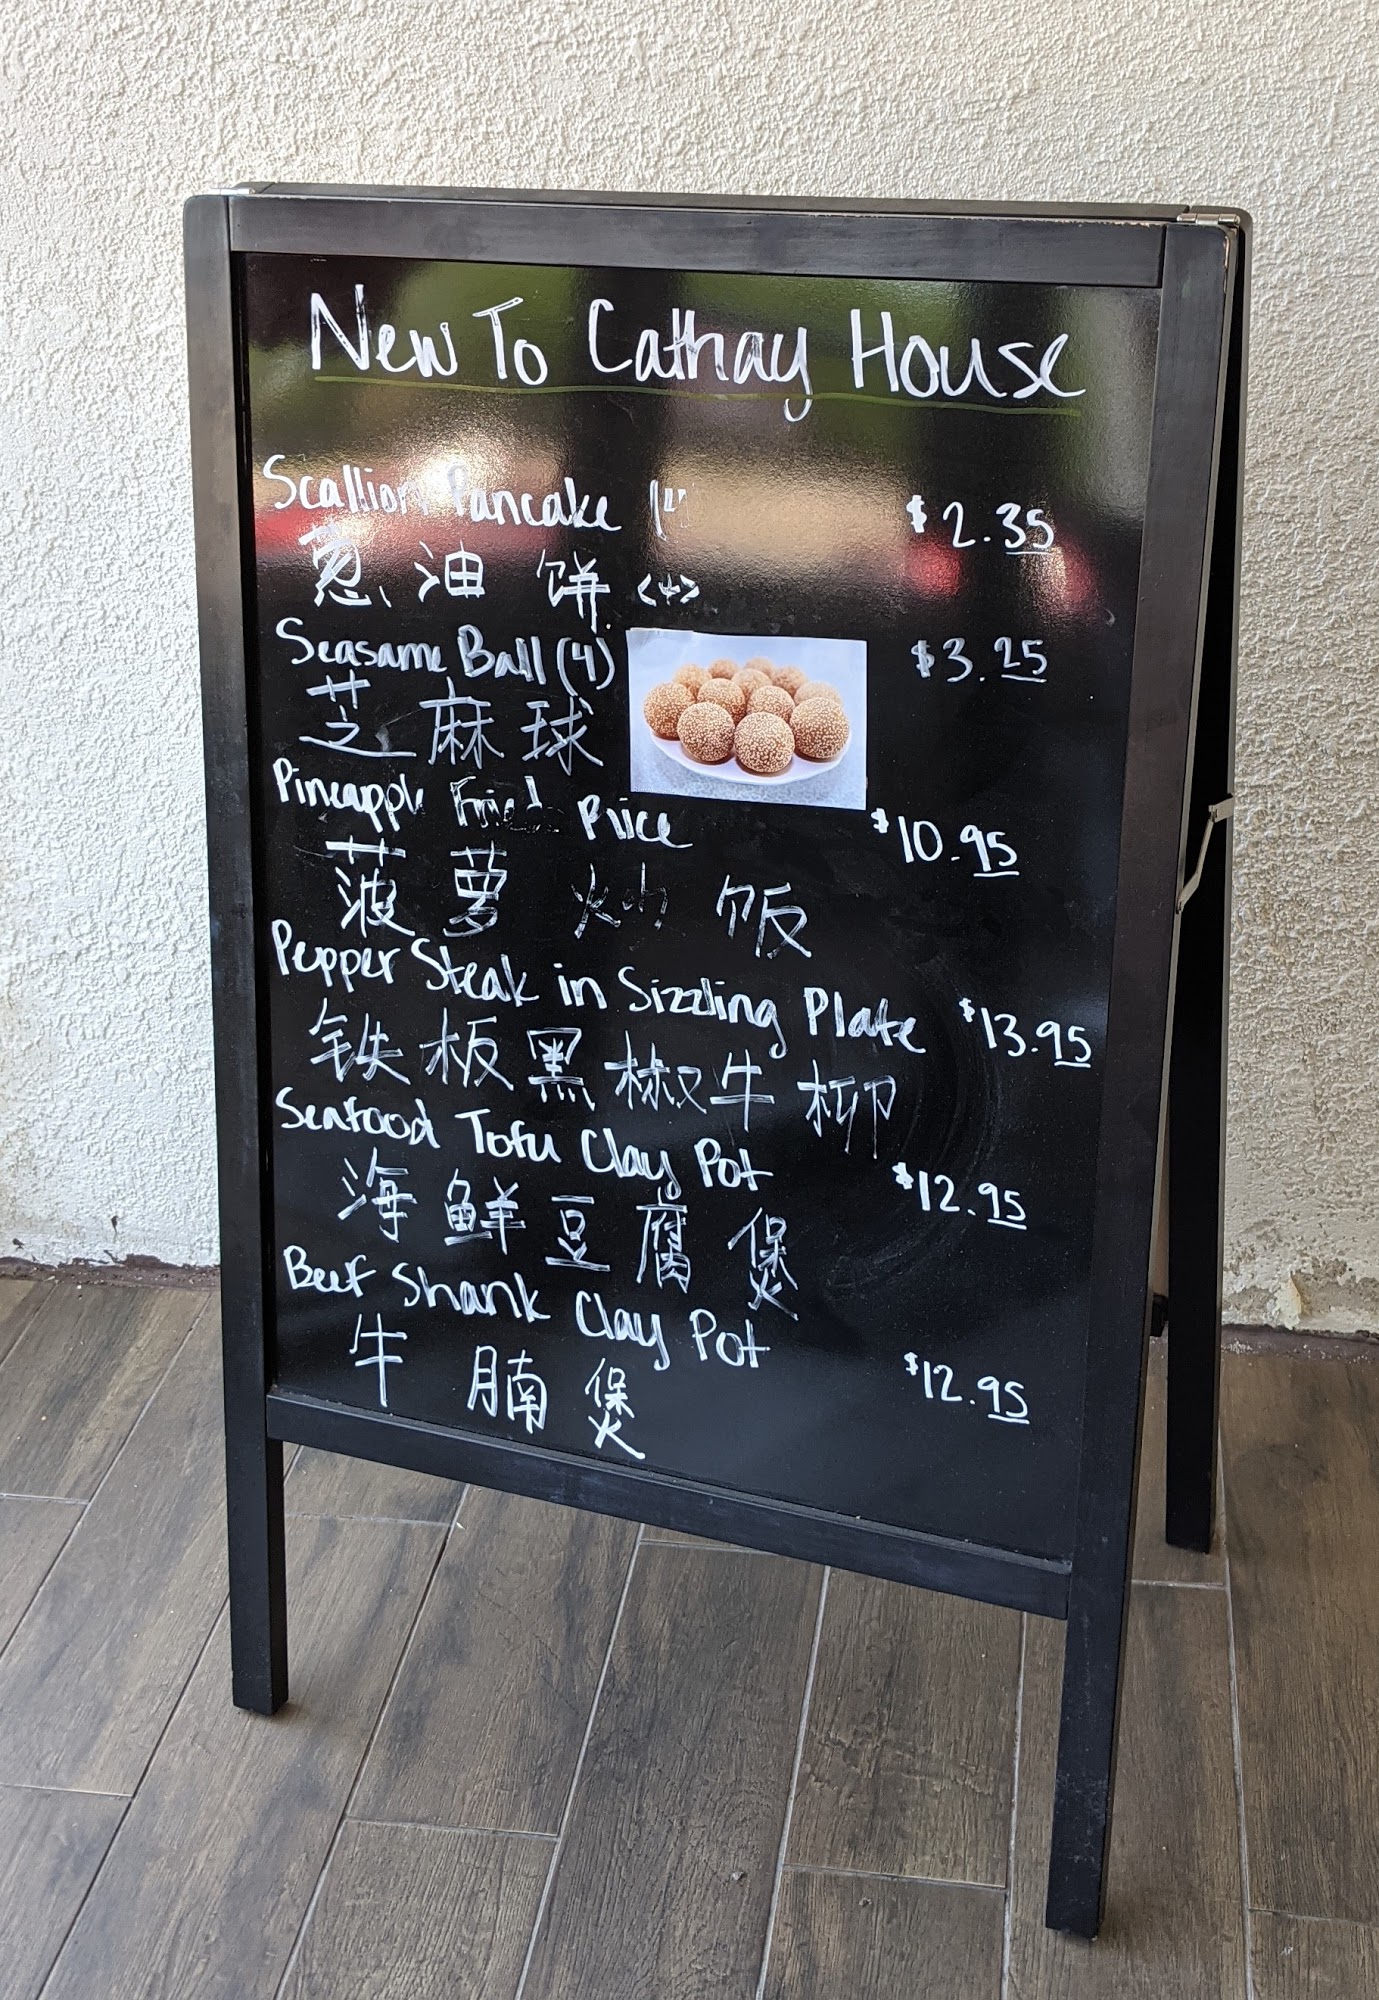 New To Cathay House
Scallion Pancake (4) $2.35
葱油饼 <4>
Seasame Ball (4) $3.25
芝麻球
Pineapple Fried Rice $10.95
菠萝炒饭
Pepper Steak in Sizzling Plate $13.95
铁板黑椒牛柳
Seafood Tofu Clay Pot $12.95
海鲜豆腐煲
Beef Shank Clay Pot $12.95
牛腩煲